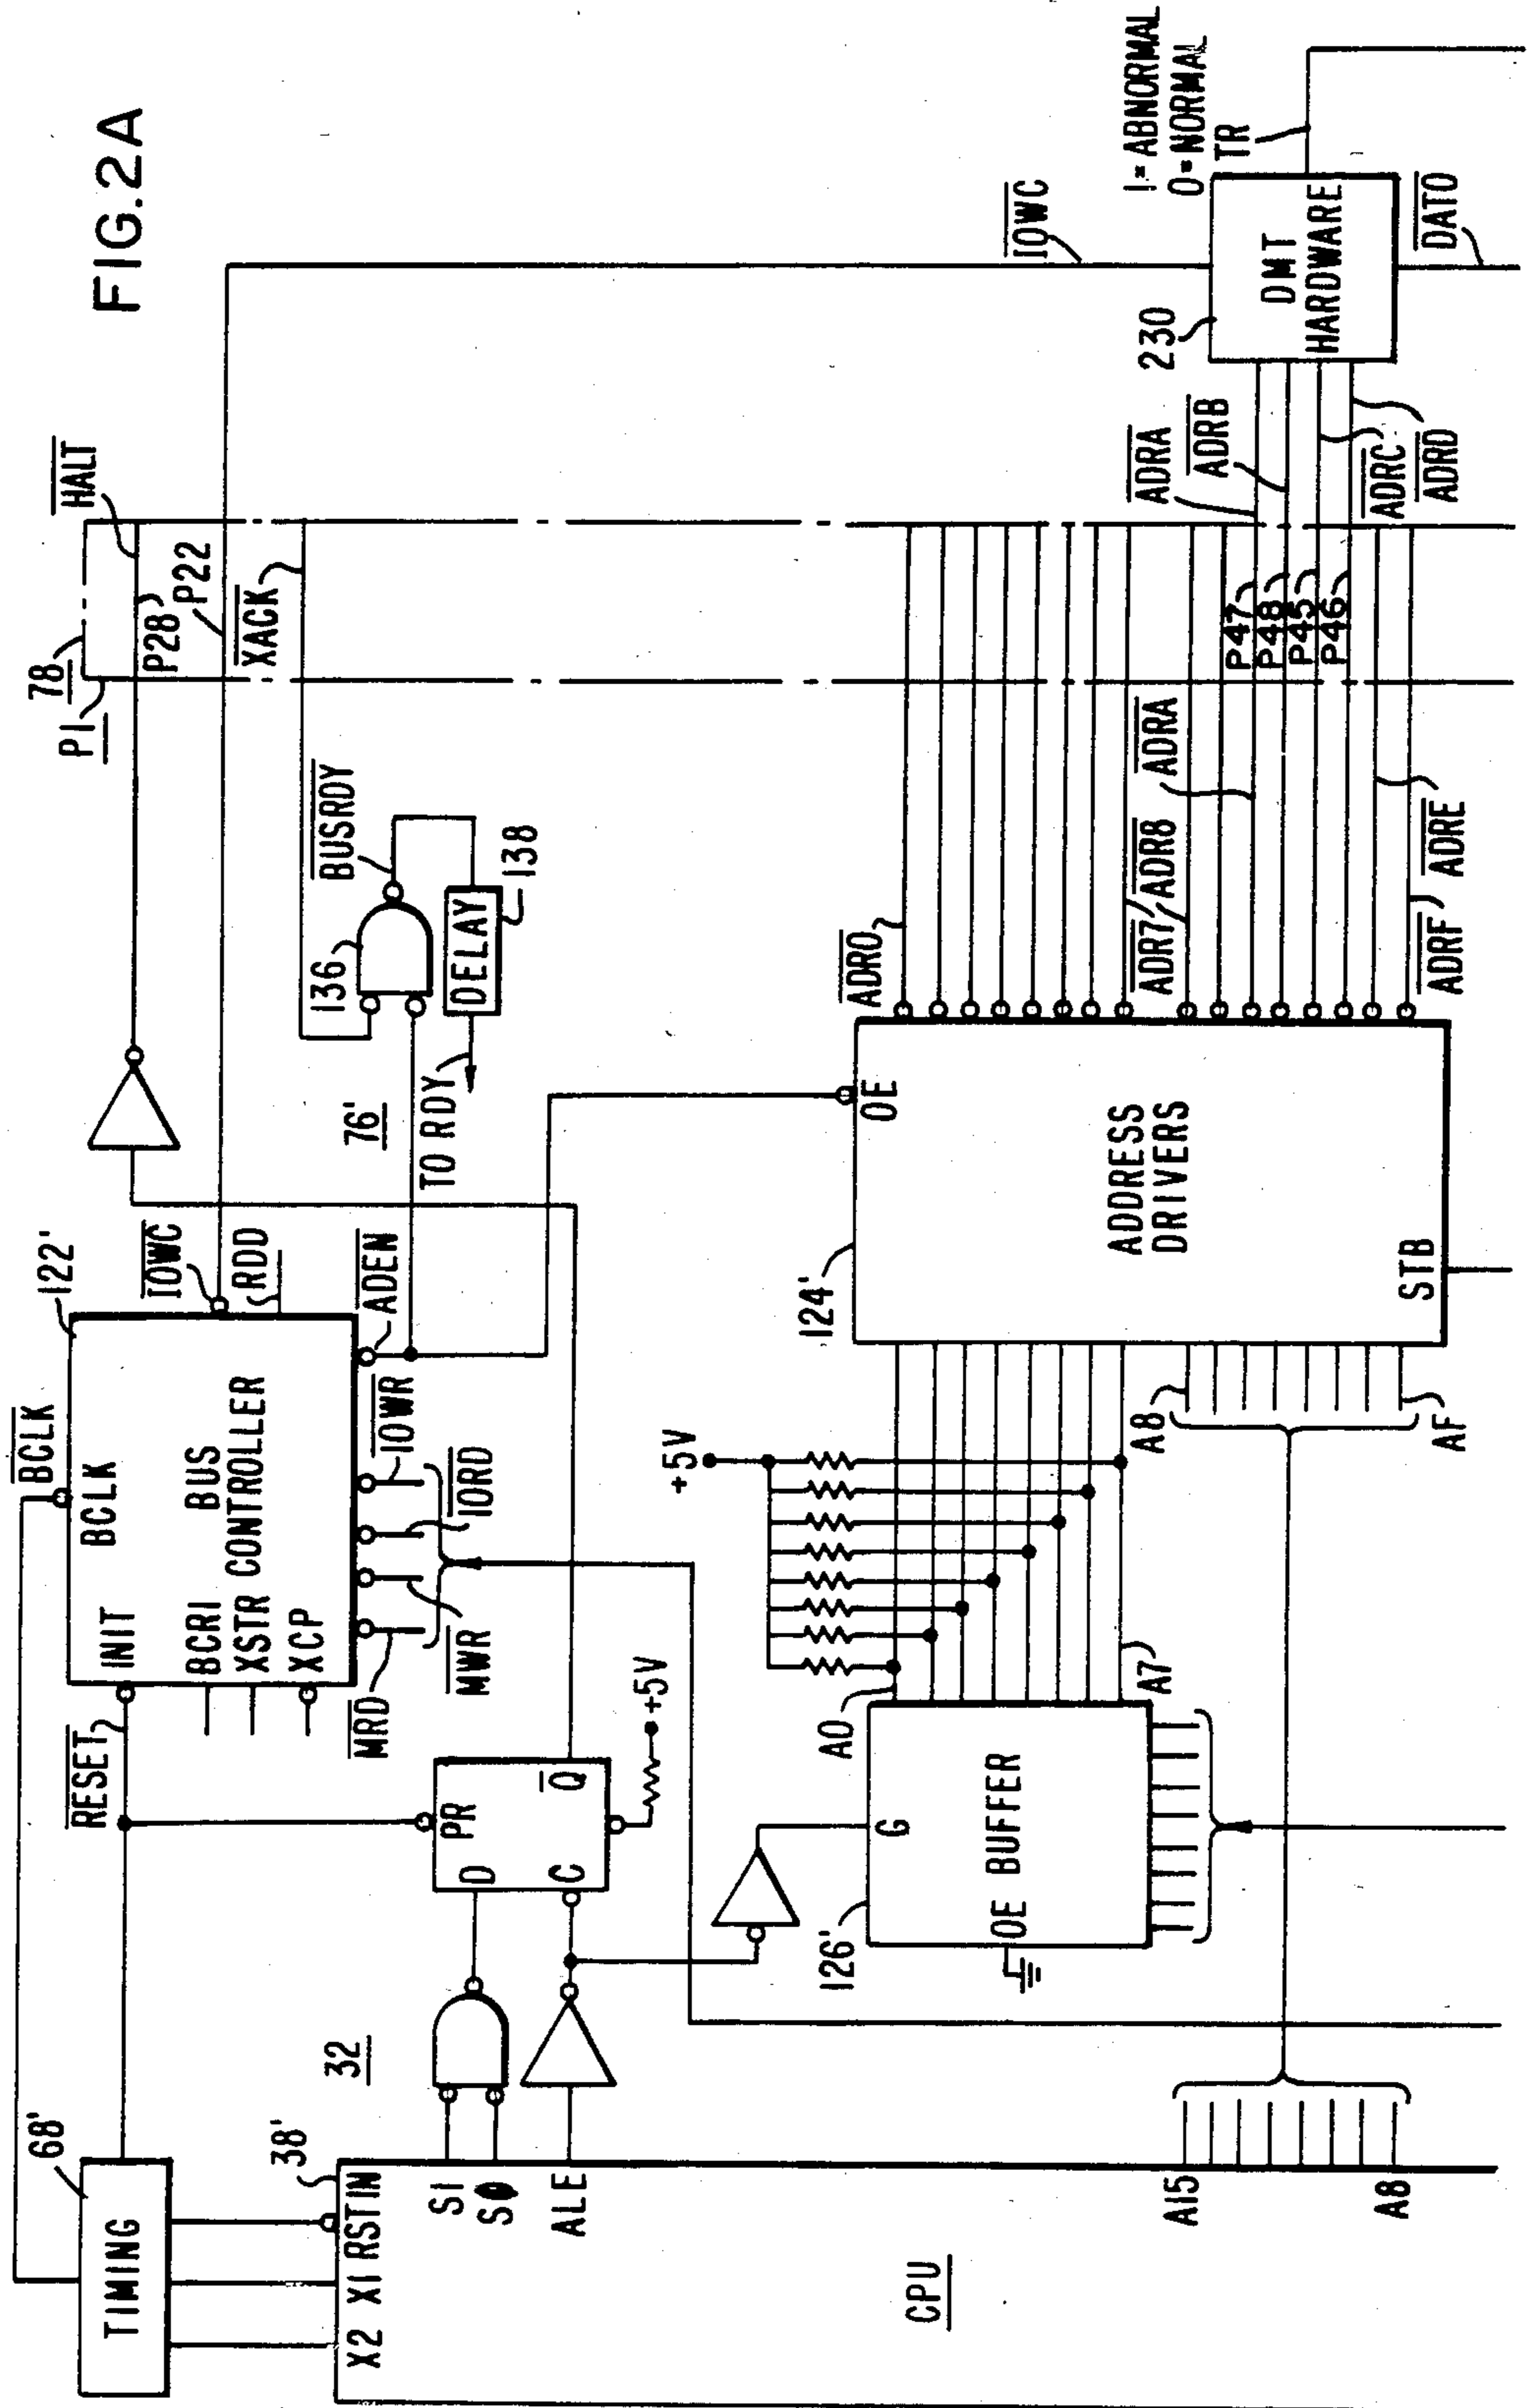 FIG.2A
68'
TIMING
X2 X1 RSTIN
38'
CPU
S1
S0
ALE
A15
A8
32
RESET
PR
D
C
Q
+5V
122'
BCLK
BCLK
INIT
BCRI
XSTR
XCP
BUS
CONTROLLER
IOWC
RDD
ADEN
IOWR
IORD
MWR
MRD
76'
TO RDY
136
BUSRDY
DELAY
138
78
P1
HALT
P28
P22
XACK
126'
G
OE BUFFER
A0
A7
+5V
A8
AF
124'
OE
ADDRESS
DRIVERS
STB
ADR0
ADR7
ADR8
ADRA
ADRE
ADRF
P47
P48
P45
P46
ADRA
ADRB
ADRC
ADRD
230
DMT
HARDWARE
IOWC
1=ABNORMAL
0=NORMAL
TR
DAT0